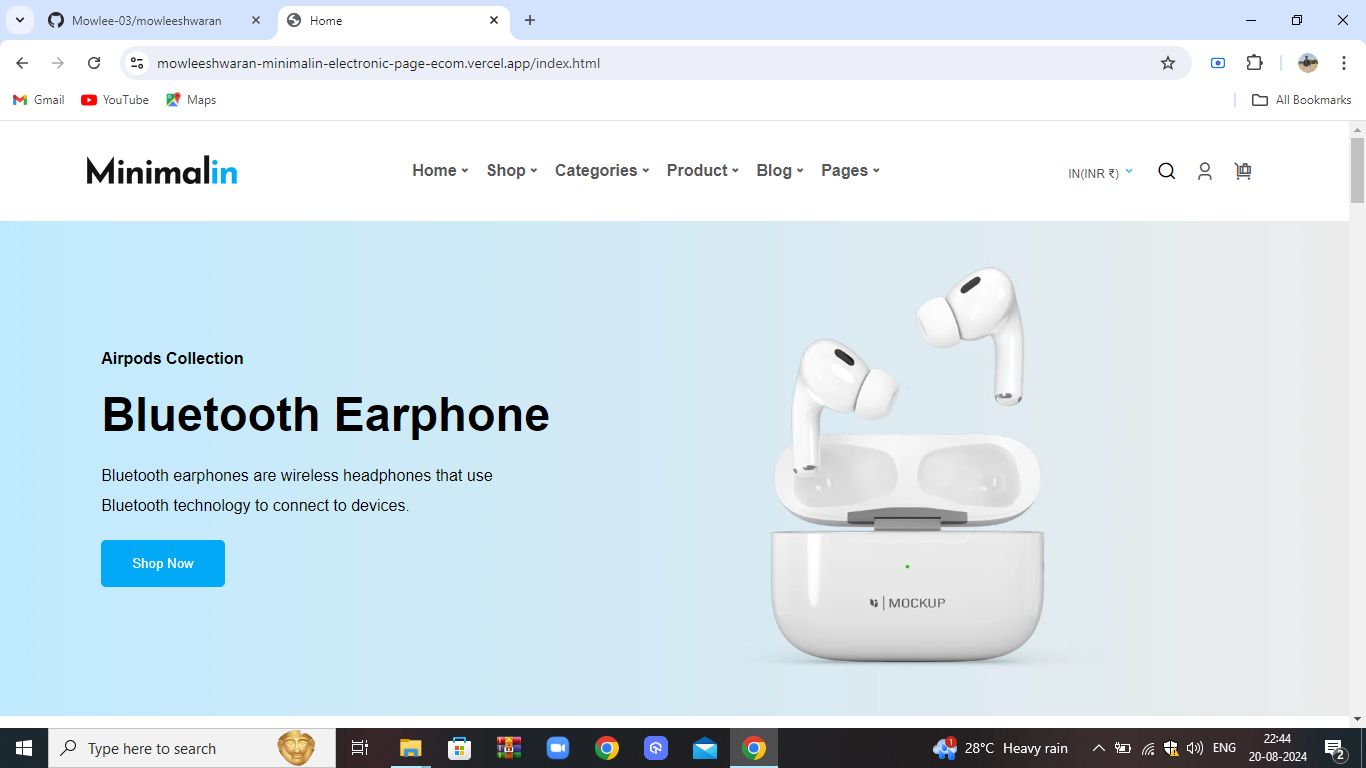 Mowlee-03/mowleeshwaran
Home
mowleeshwaran-minimalin-electronic-page-ecom.vercel.app/index.html
Gmail YouTube Maps All Bookmarks
Minimalin
Home Shop Categories Product Blog Pages IN(INR ₹)
Airpods Collection
Bluetooth Earphone
Bluetooth earphones are wireless headphones that use
Bluetooth technology to connect to devices.
Shop Now
MOCKUP
Type here to search
1
28°C Heavy rain
ENG
22:44
20-08-2024
2